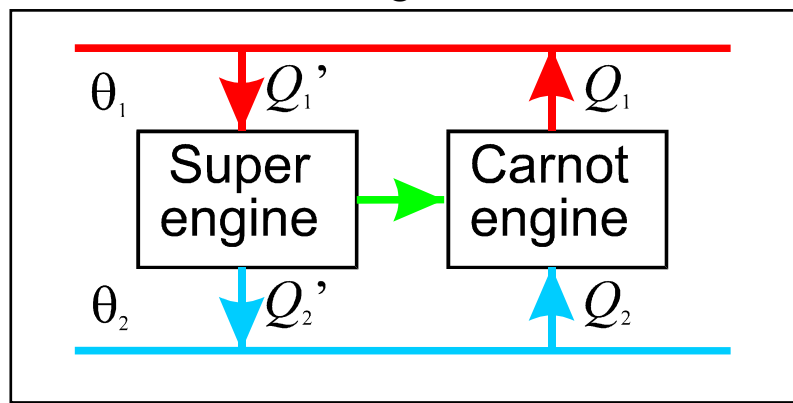 θ₁ Q₁’ Q₁
Super engine
Carnot engine
θ₂ Q₂’ Q₂